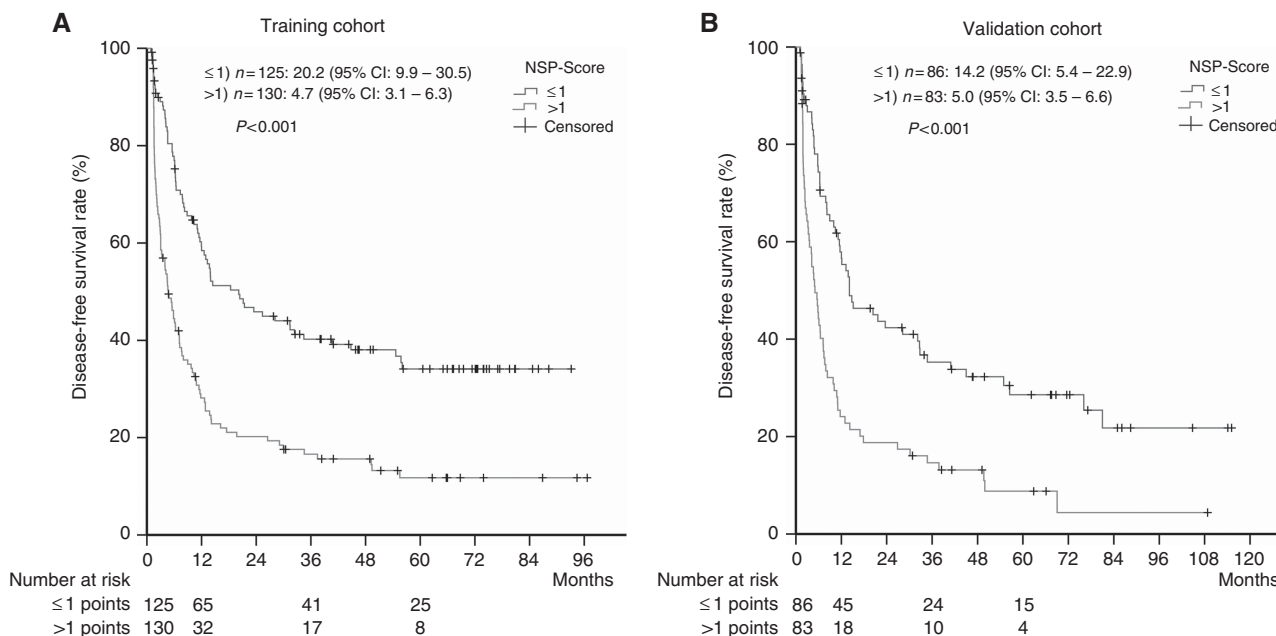 A
Training cohort
≤1) n=125: 20.2 (95% CI: 9.9 – 30.5)
>1) n=130: 4.7 (95% CI: 3.1 – 6.3)
P<0.001
NSP-Score
≤1
>1
Censored
Disease-free survival rate (%)
100
80
60
40
20
0
0 12 24 36 48 60 72 84 96
Months
Number at risk
≤1 points 125 65 41 25
>1 points 130 32 17 8
B
Validation cohort
≤1) n=86: 14.2 (95% CI: 5.4 – 22.9)
>1) n=83: 5.0 (95% CI: 3.5 – 6.6)
P<0.001
NSP-Score
≤1
>1
Censored
Disease-free survival rate (%)
100
80
60
40
20
0
0 12 24 36 48 60 72 84 96 108 120
Months
Number at risk
≤1 points 86 45 24 15
>1 points 83 18 10 4